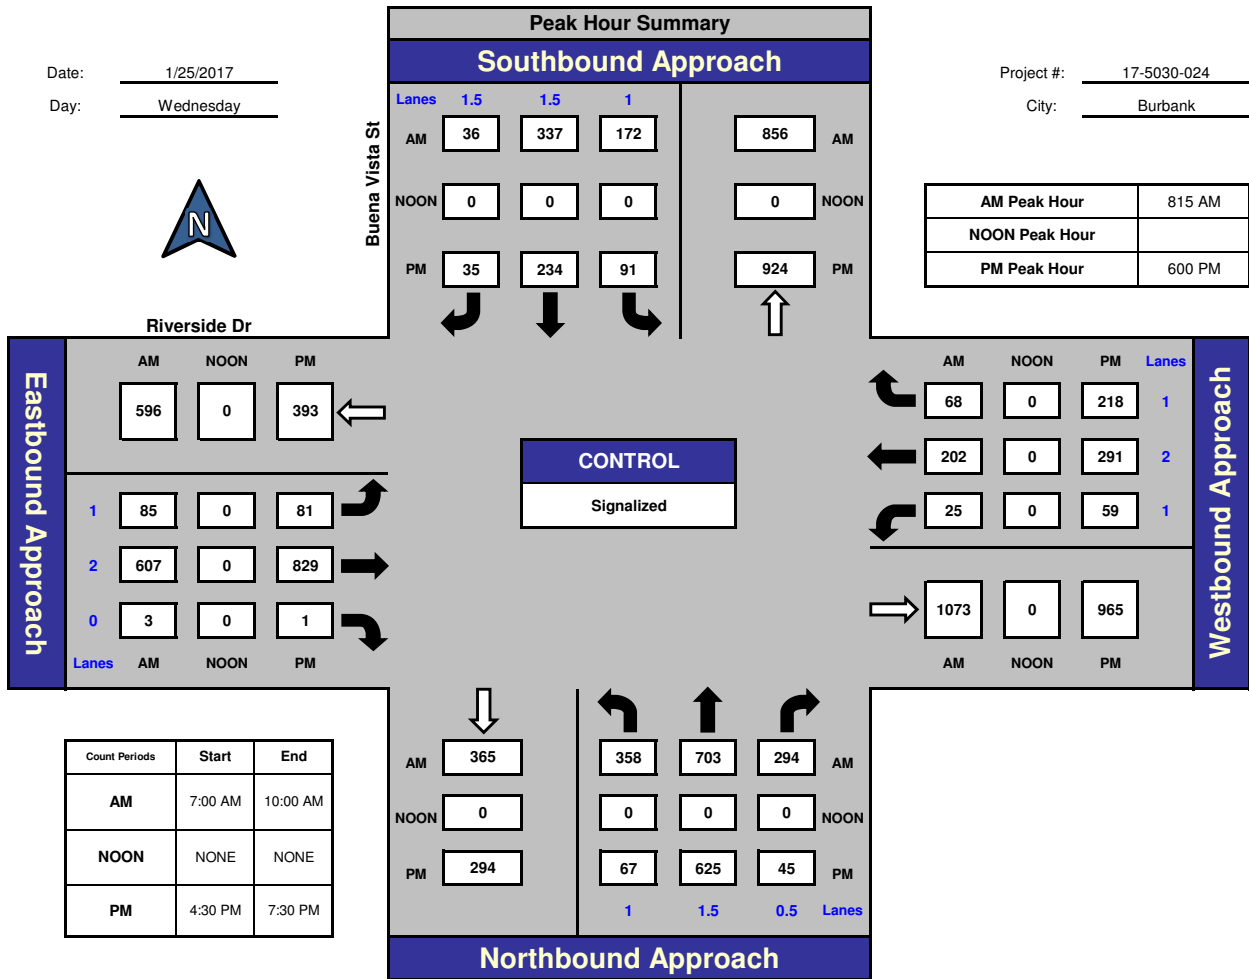 Peak Hour Summary
Southbound Approach
Date: 1/25/2017
Day: Wednesday
Project #: 17-5030-024
City: Burbank
Buena Vista St
Lanes 1.5 1.5 1
AM 36 337 172 856 AM
NOON 0 0 0 0 NOON
PM 35 234 91 924 PM
N
AM Peak Hour 815 AM
NOON Peak Hour
PM Peak Hour 600 PM
Riverside Dr
Eastbound Approach
AM NOON PM
596 0 393
1 85 0 81
2 607 0 829
0 3 0 1
Lanes AM NOON PM
CONTROL
Signalized
AM NOON PM Lanes
68 0 218 1
202 0 291 2
25 0 59 1
1073 0 965
AM NOON PM
Westbound Approach
Count Periods Start End
AM 7:00 AM 10:00 AM
NOON NONE NONE
PM 4:30 PM 7:30 PM
AM 365 358 703 294 AM
NOON 0 0 0 0 NOON
PM 294 67 625 45 PM
1 1.5 0.5 Lanes
Northbound Approach